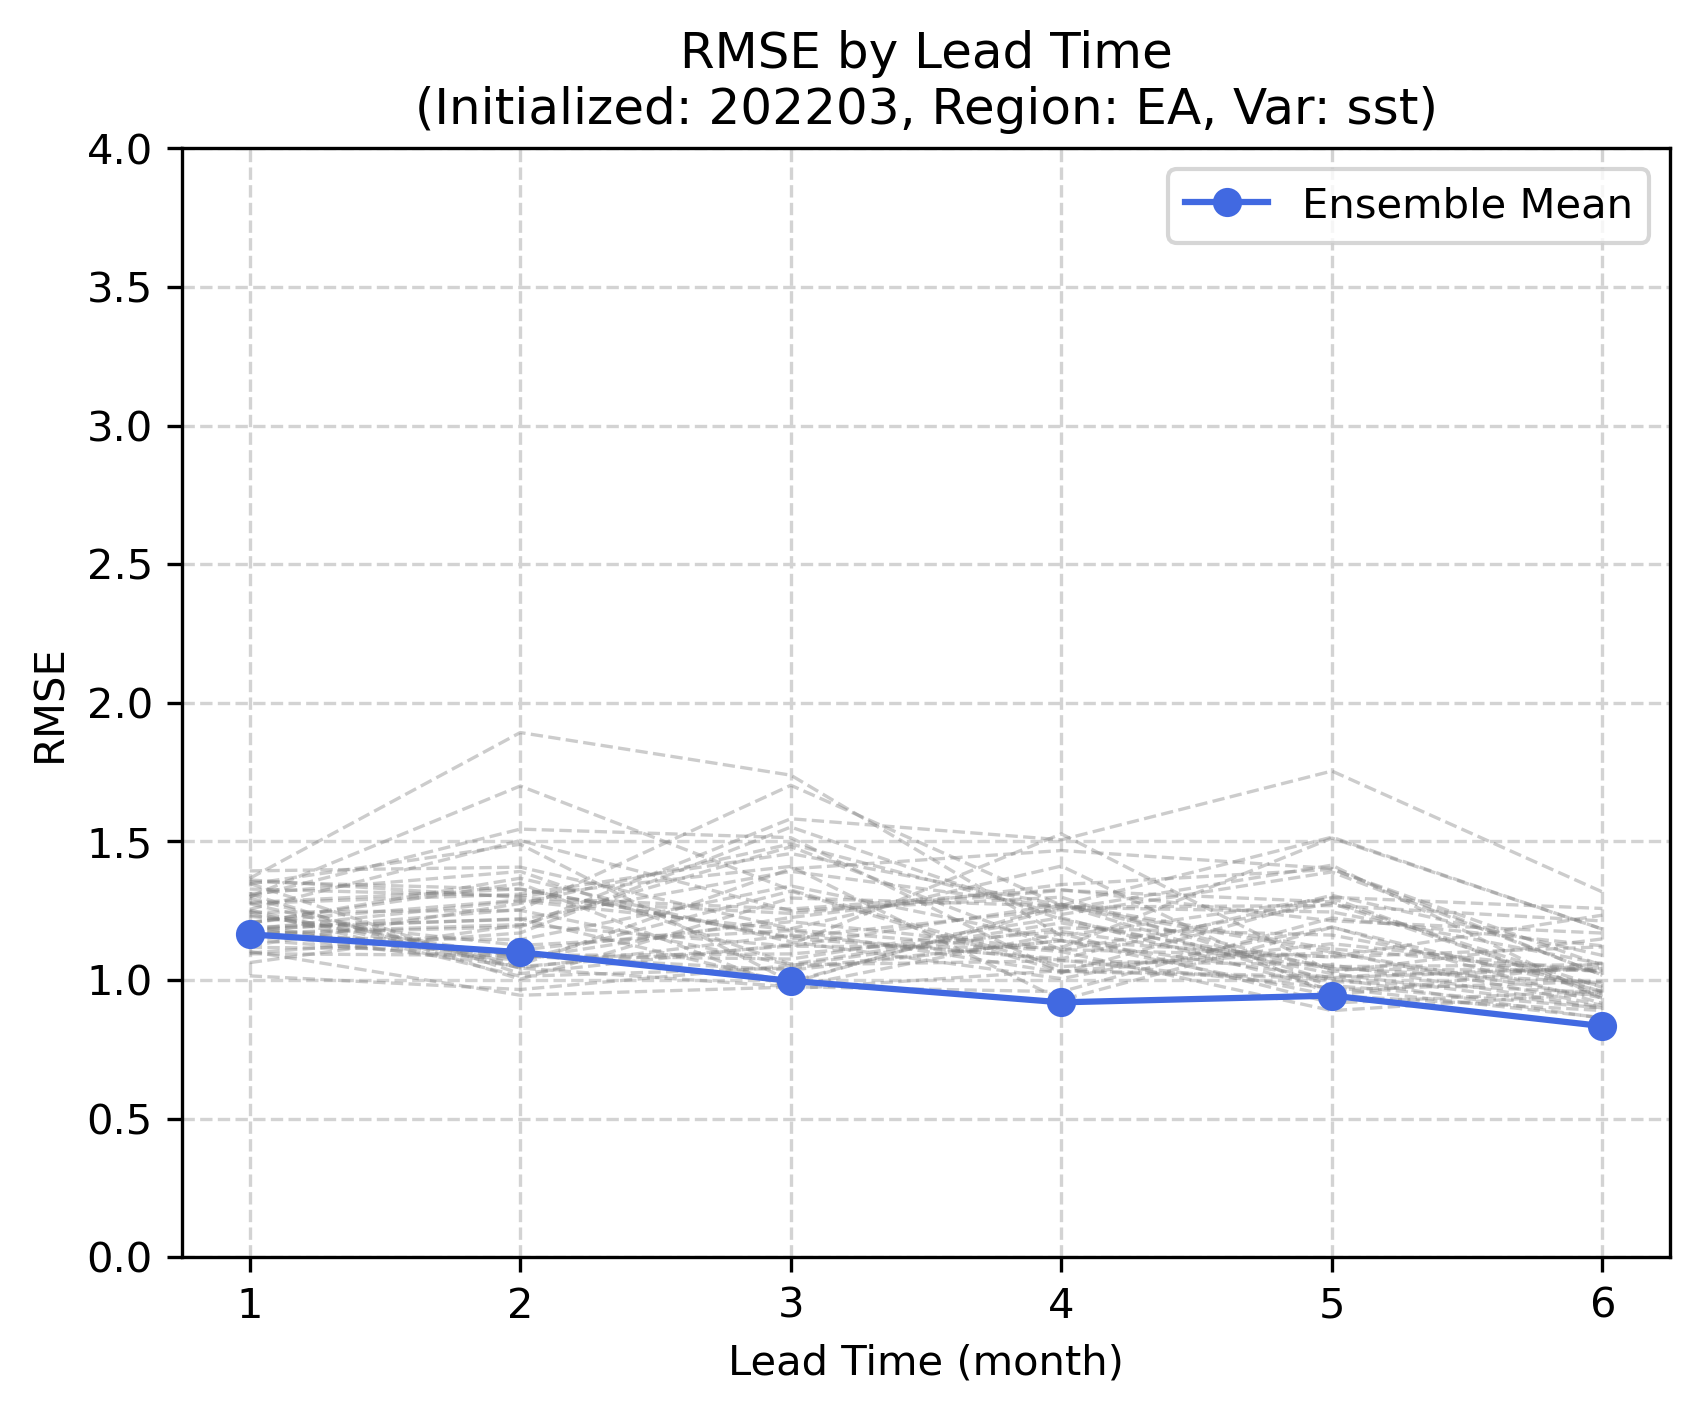 RMSE by Lead Time
(Initialized: 202203, Region: EA, Var: sst)
Ensemble Mean
RMSE
4.0
3.5
3.0
2.5
2.0
1.5
1.0
0.5
0.0
1 2 3 4 5 6
Lead Time (month)